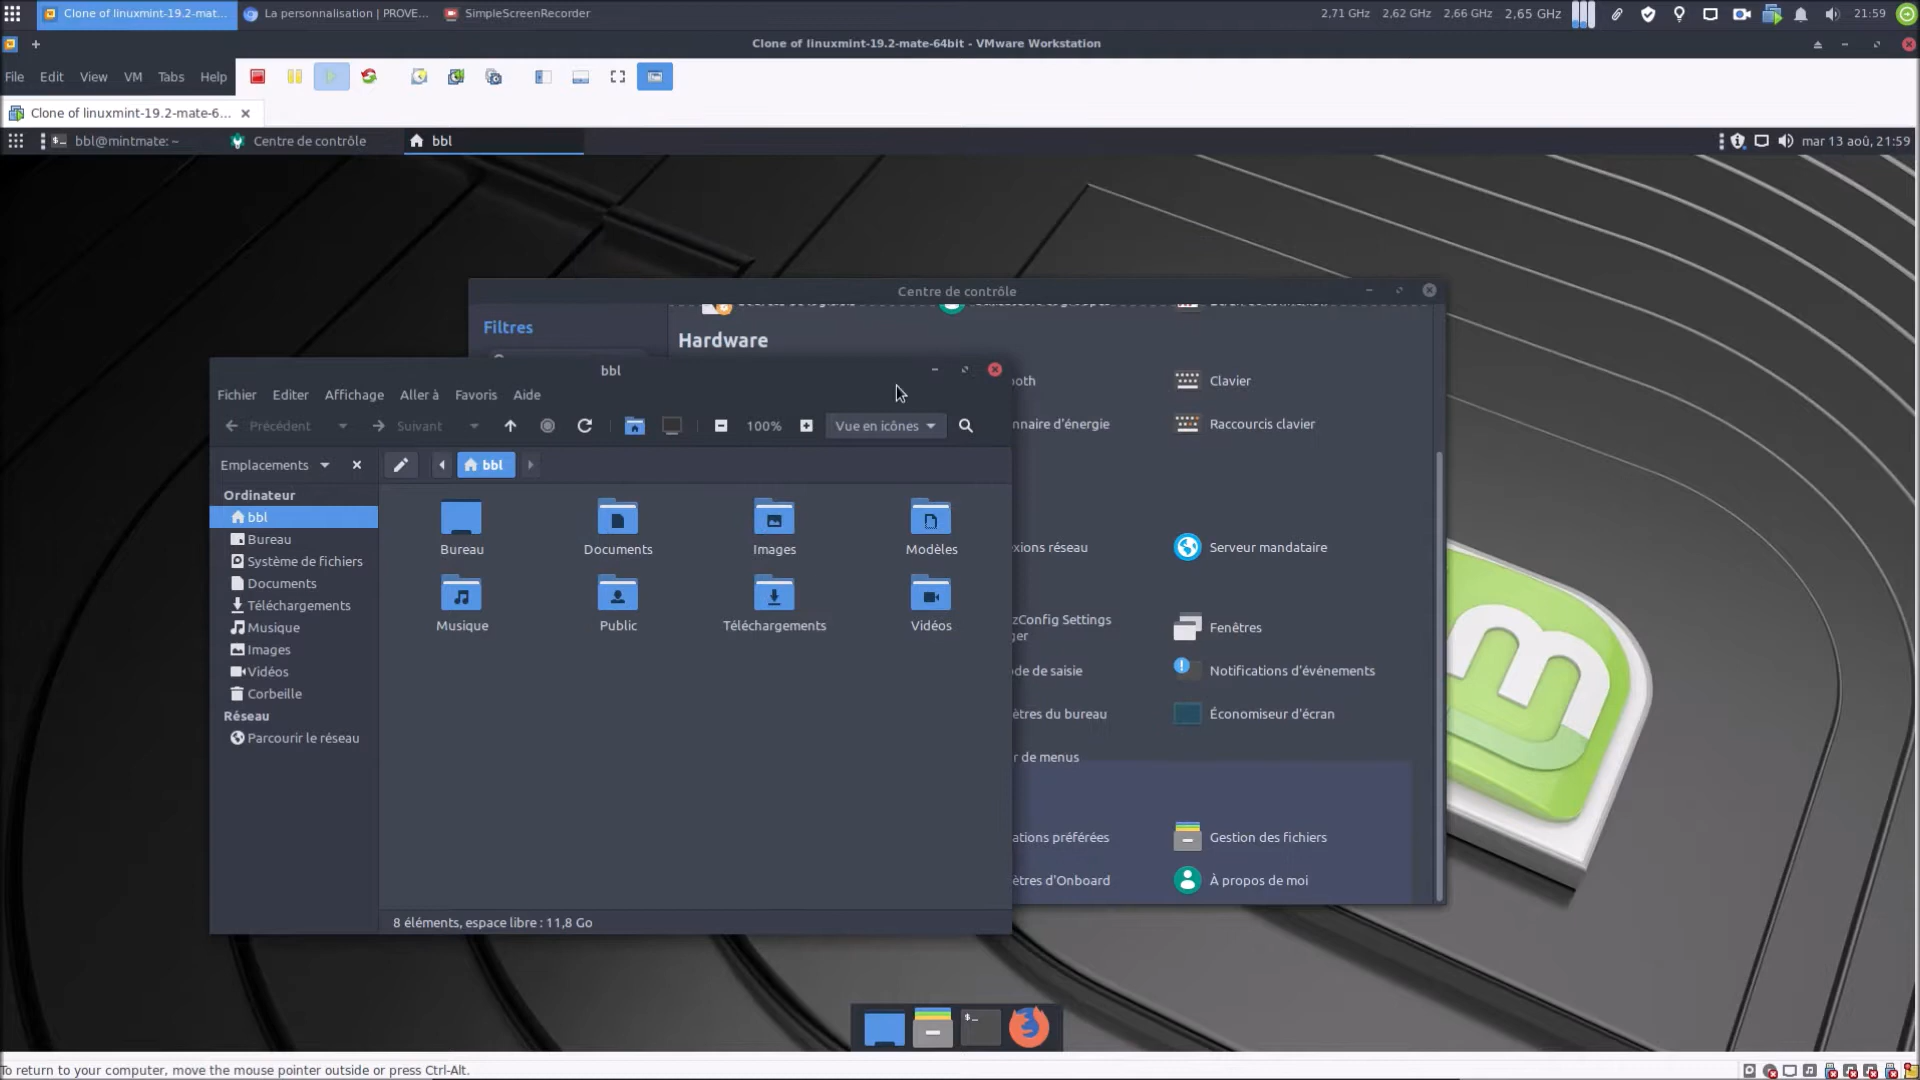 Clone of linuxmint-19.2-mate-64bit... La personnalisation | PROVE... SimpleScreenRecorder 2,71 GHz 2,62 GHz 2,66 GHz 2,65 GHz 21:59
Clone of linuxmint-19.2-mate-64bit - VMware Workstation
File Edit View VM Tabs Help
Clone of linuxmint-19.2-mate-6...
bbl@mintmate: ~ Centre de contrôle bbl mar 13 aoû, 21:59
Centre de contrôle
Filtres
Hardware
ooth Clavier
nnaire d'énergie Raccourcis clavier
xions réseau Serveur mandataire
zConfig Settings
ger
Fenêtres
ode de saisie Notifications d'événements
ètres du bureau Économiseur d'écran
r de menus
ations préférées Gestion des fichiers
ètres d'Onboard À propos de moi
bbl
Fichier Editer Affichage Aller à Favoris Aide
Précédent Suivant 100% Vue en icônes
Emplacements bbl
Ordinateur
bbl
Bureau
Système de fichiers
Documents
Téléchargements
Musique
Images
Vidéos
Corbeille
Réseau
Parcourir le réseau
Bureau Documents Images Modèles
Musique Public Téléchargements Vidéos
8 éléments, espace libre : 11,8 Go
To return to your computer, move the mouse pointer outside or press Ctrl-Alt.